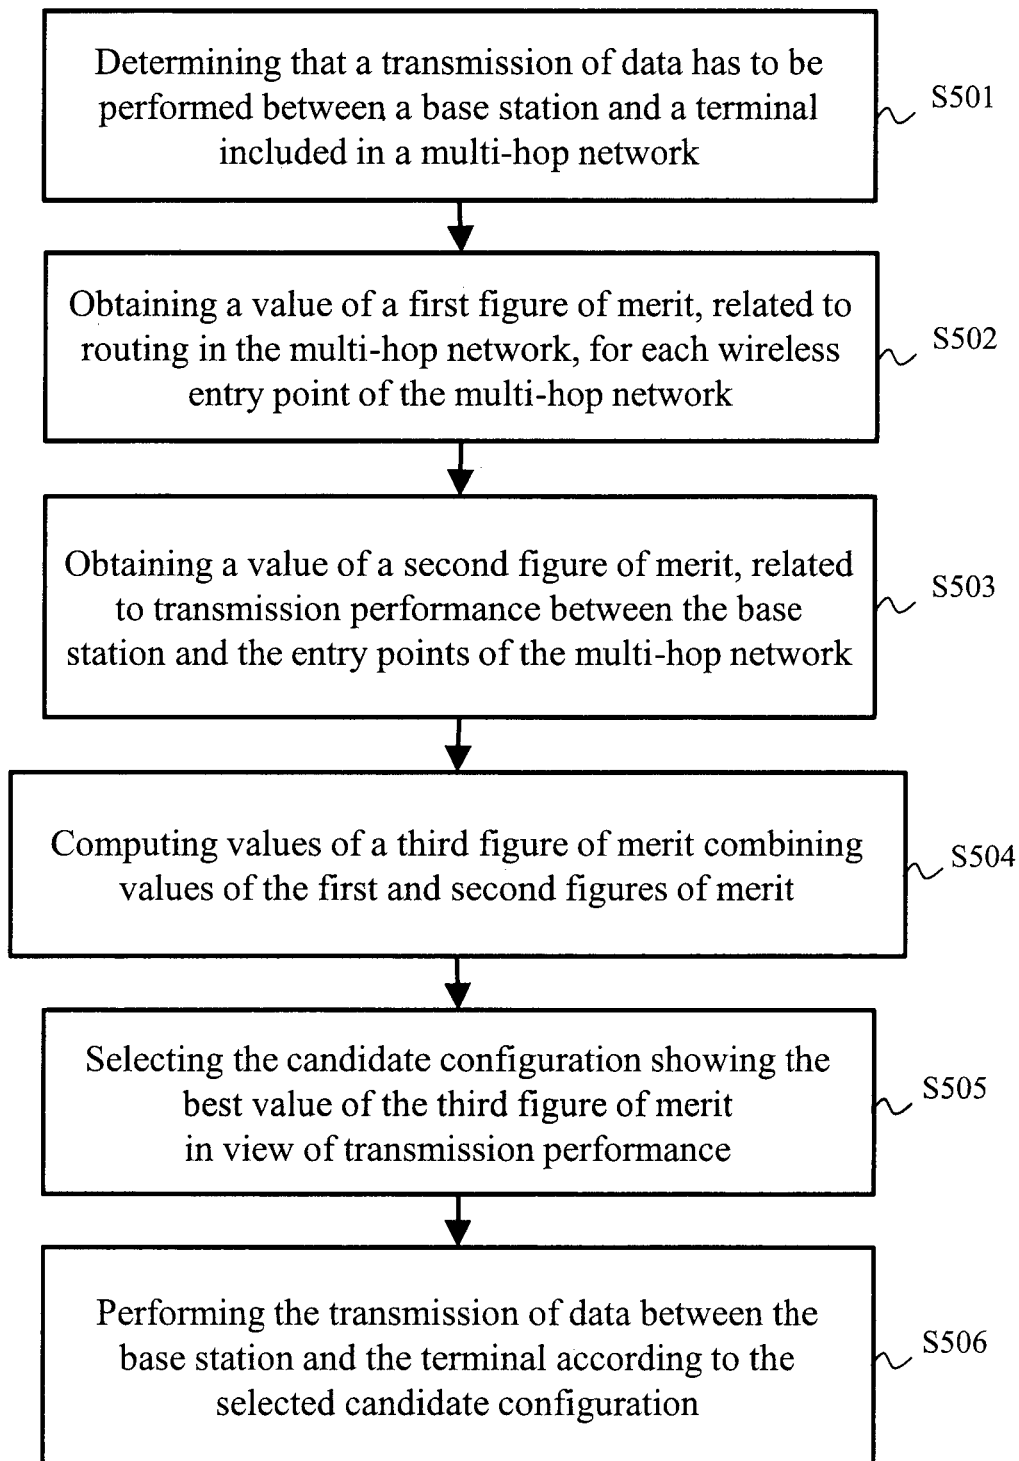 Determining that a transmission of data has to be
performed between a base station and a terminal
included in a multi-hop network
S501
Obtaining a value of a first figure of merit, related to
routing in the multi-hop network, for each wireless
entry point of the multi-hop network
S502
Obtaining a value of a second figure of merit, related
to transmission performance between the base
station and the entry points of the multi-hop network
S503
Computing values of a third figure of merit combining
values of the first and second figures of merit
S504
Selecting the candidate configuration showing the
best value of the third figure of merit
in view of transmission performance
S505
Performing the transmission of data between the
base station and the terminal according to the
selected candidate configuration
S506